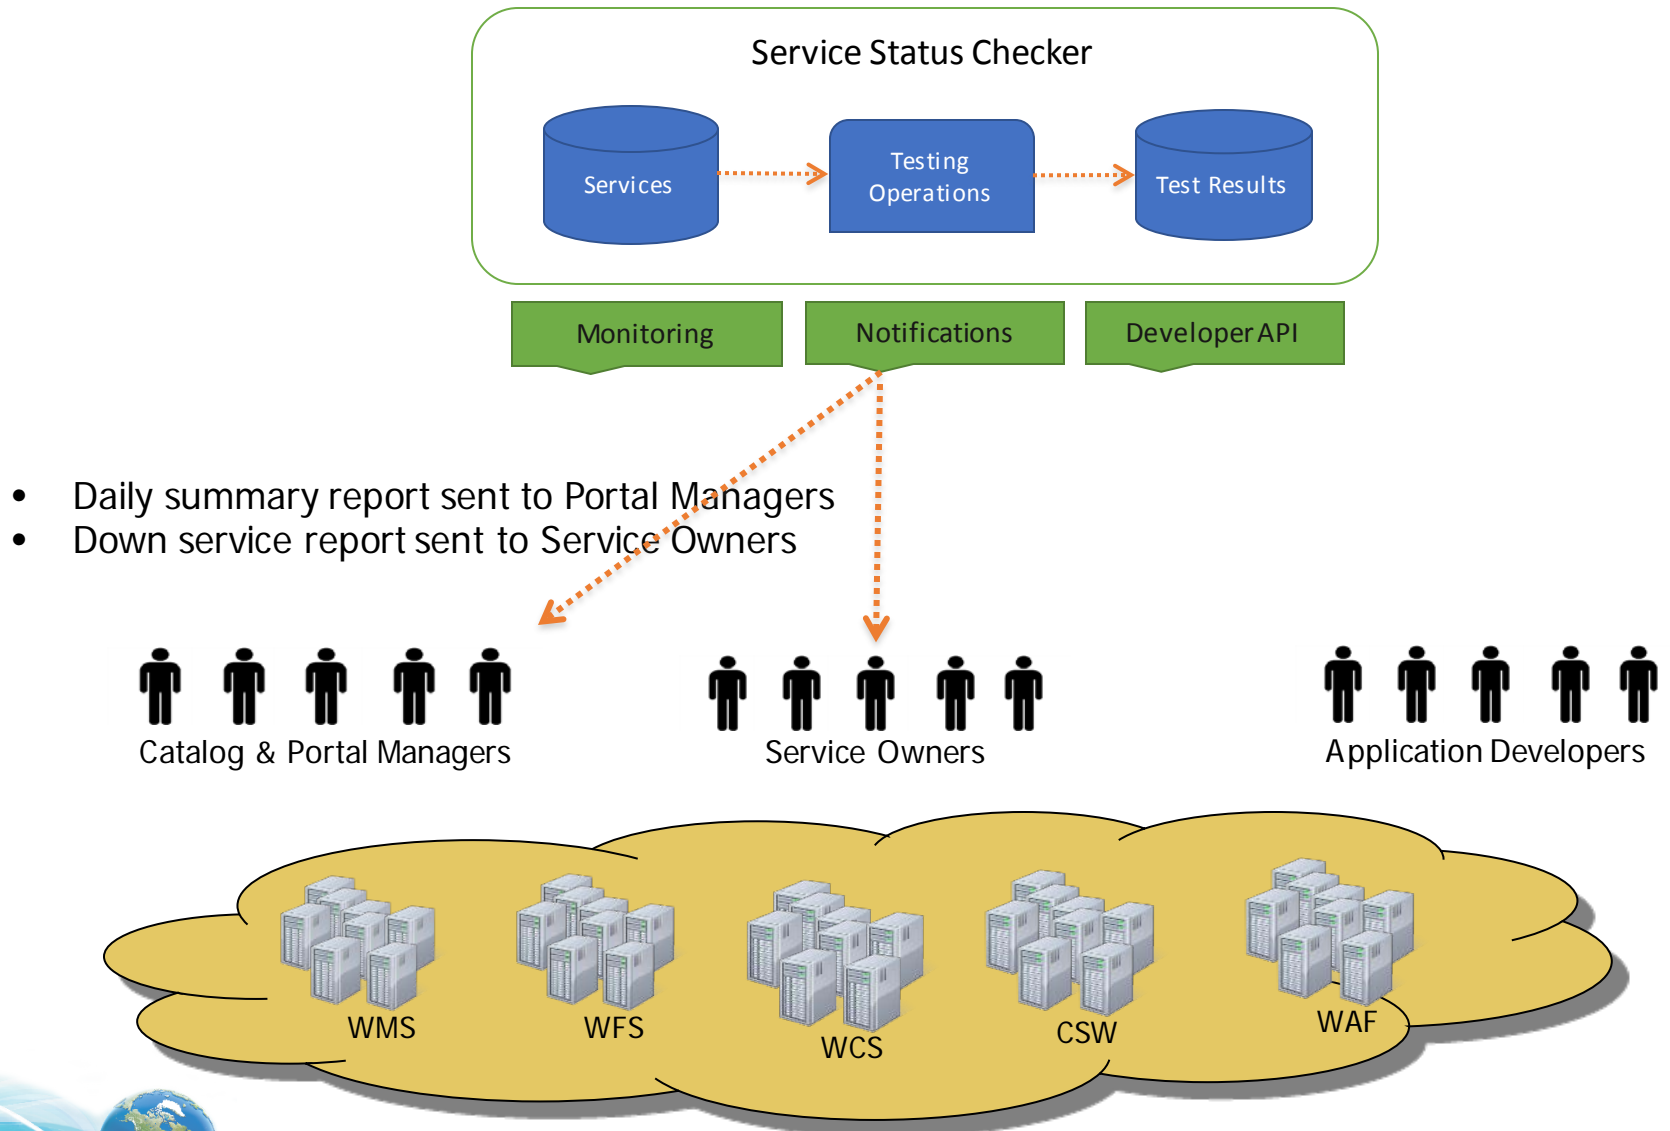 Service Status Checker
Services
Testing
Operations
Test Results
Monitoring
Notifications
Developer API
• Daily summary report sent to Portal Managers
• Down service report sent to Service Owners
Catalog & Portal Managers
Service Owners
Application Developers
WMS
WFS
WCS
CSW
WAF